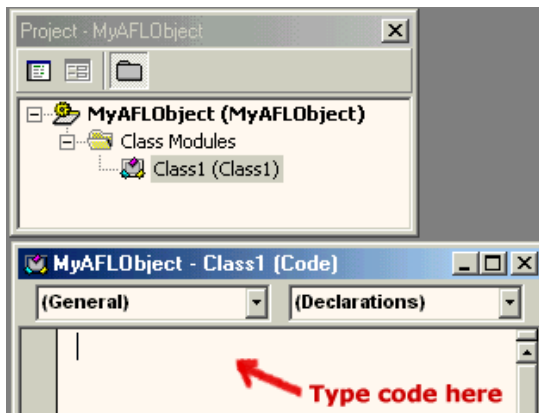 Project - MyAFLObject
MyAFLObject (MyAFLObject)
Class Modules
Class1 (Class1)
MyAFLObject - Class1 (Code)
(General) (Declarations)
Type code here